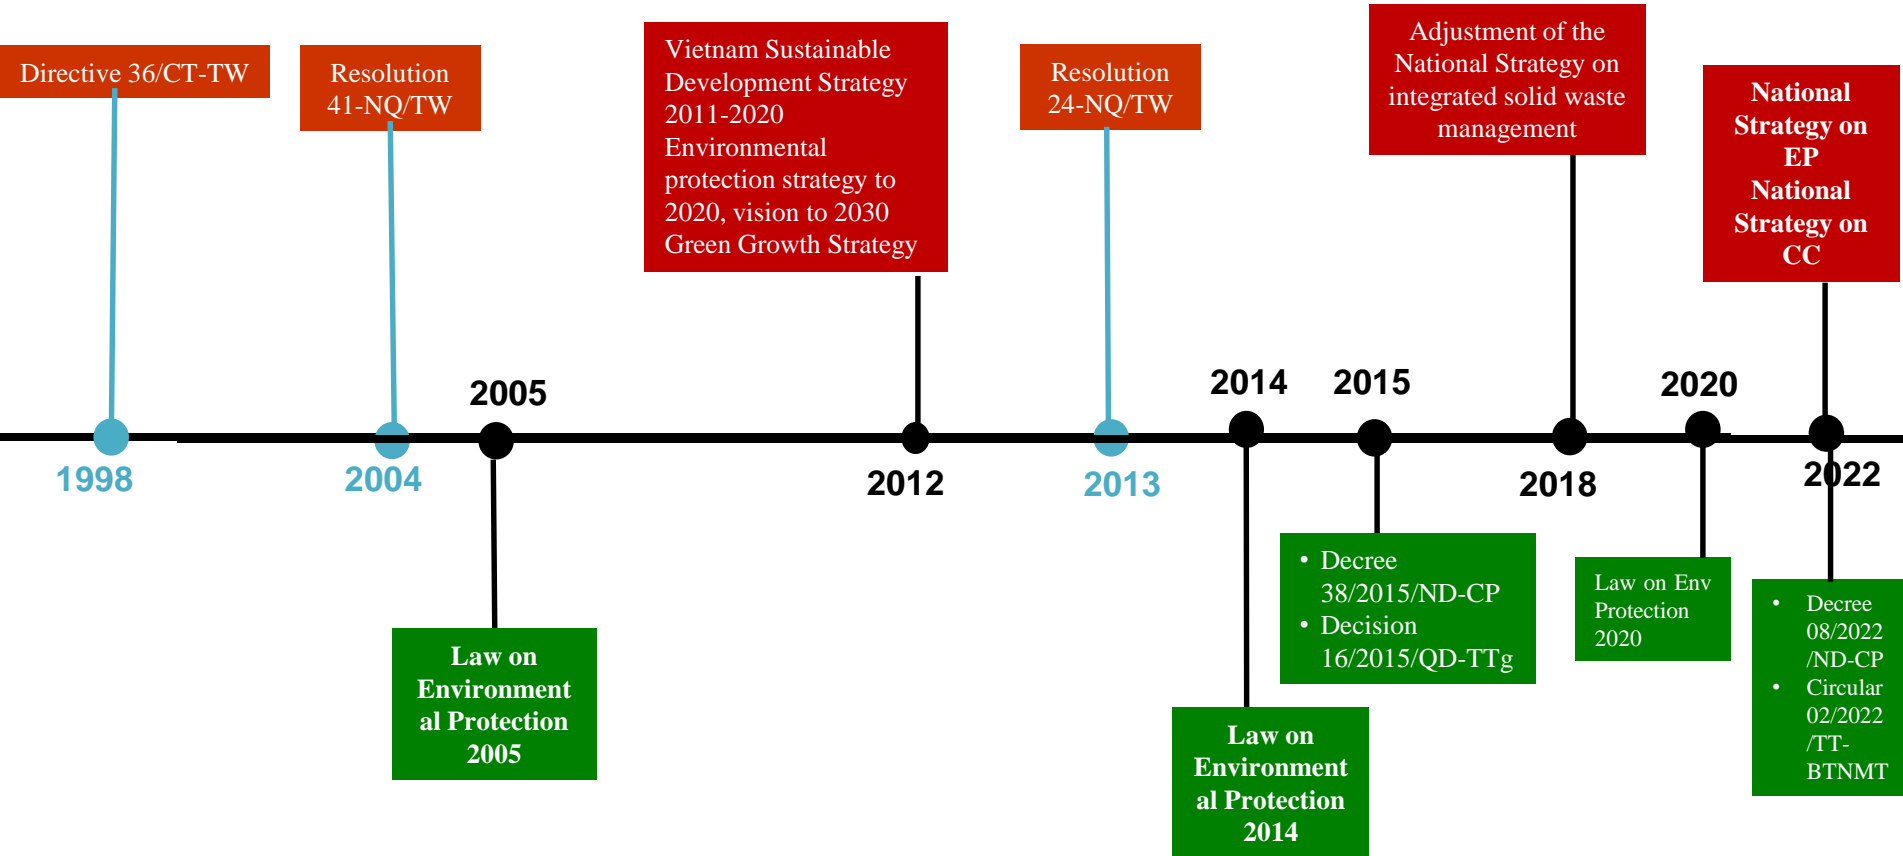 Directive 36/CT-TW
Resolution
41-NQ/TW
Vietnam Sustainable
Development Strategy
2011-2020
Environmental
protection strategy to
2020, vision to 2030
Green Growth Strategy
Resolution
24-NQ/TW
Adjustment of the
National Strategy on
integrated solid waste
management
National
Strategy on
EP
National
Strategy on
CC
1998
2004
2005
2012
2013
2014
2015
2018
2020
2022
Law on
Environment
al Protection
2005
Law on
Environment
al Protection
2014
• Decree
38/2015/ND-CP
• Decision
16/2015/QD-TTg
Law on Env
Protection
2020
• Decree
08/2022
/ND-CP
• Circular
02/2022
/TT-
BTNMT